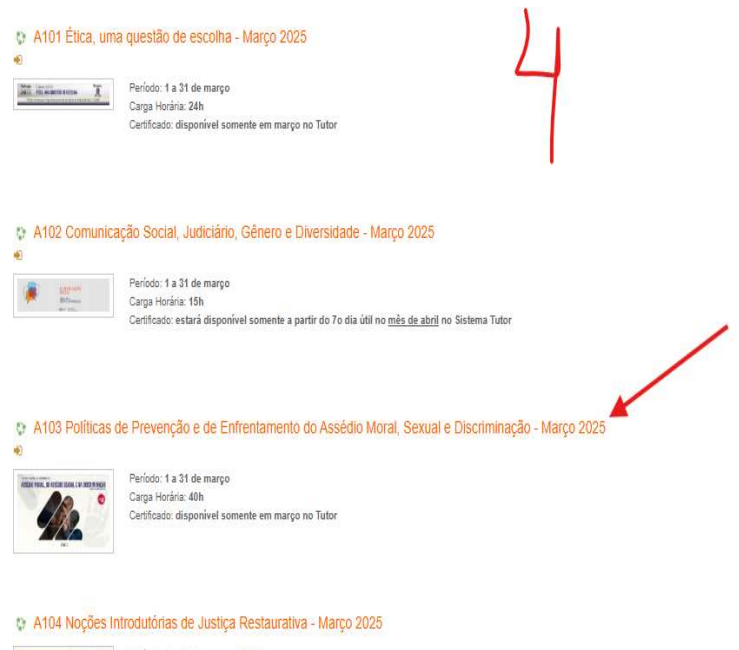 A101 Ética, uma questão de escolha - Março 2025
4
Período: 1 a 31 de março
Carga Horária: 24h
Certificado: disponível somente em março no Tutor
A102 Comunicação Social, Judiciário, Gênero e Diversidade - Março 2025
Período: 1 a 31 de março
Carga Horária: 15h
Certificado: estará disponível somente a partir do 7o dia útil no mês de abril no Sistema Tutor
A103 Políticas de Prevenção e de Enfrentamento do Assédio Moral, Sexual e Discriminação - Março 2025
Período: 1 a 31 de março
Carga Horária: 40h
Certificado: disponível somente em março no Tutor
A104 Noções Introdutórias de Justiça Restaurativa - Março 2025